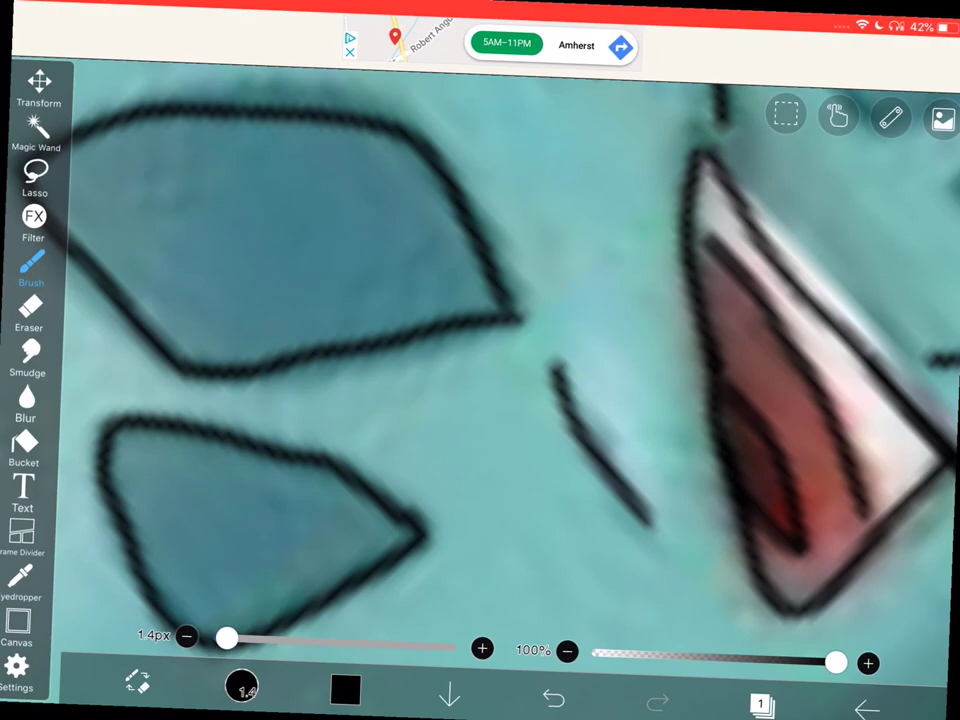 42%
Robert Ange
5AM–11PM
Amherst
Transform
Magic Wand
Lasso
FX
Filter
Brush
Eraser
Smudge
Blur
Bucket
T
Text
rame Divider
yedropper
Canvas
Settings
1.4px
100%
1.4
1